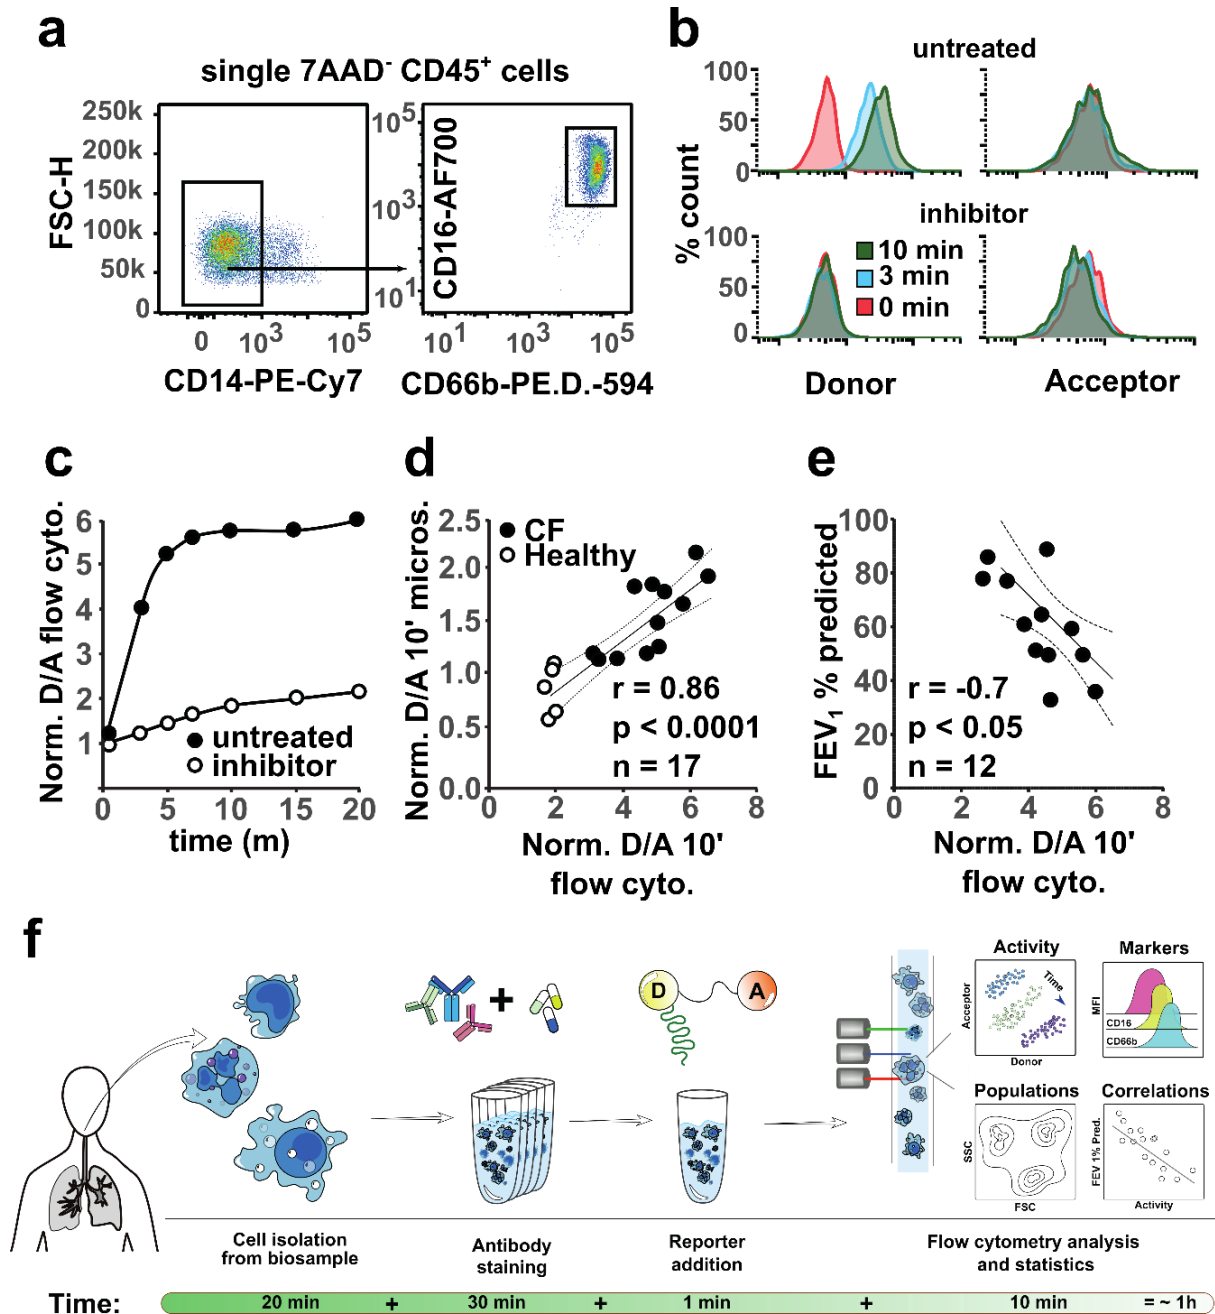 a
single 7AAD⁻ CD45⁺ cells
250k
200k
150k
100k
50k
0
FSC-H
0 10³ 10⁵
CD14-PE-Cy7
10⁵
10³
10¹
CD16-AF700
10¹ 10³ 10⁵
CD66b-PE.D.-594
b
untreated
100
50
0
% count
inhibitor
100
50
0
10 min
3 min
0 min
Donor
Acceptor
c
Norm. D/A flow cyto.
6
5
4
3
2
1
untreated
inhibitor
0 5 10 15 20
time (m)
d
Norm. D/A 10' micros.
2.5
2.0
1.5
1.0
0.5
0.0
CF
Healthy
r = 0.86
p < 0.0001
n = 17
0 2 4 6 8
Norm. D/A 10'
flow cyto.
e
FEV₁ % predicted
100
80
60
40
20
0
r = -0.7
p < 0.05
n = 12
0 2 4 6 8
Norm. D/A 10'
flow cyto.
f
+
D
A
Activity
Acceptor
Time
Donor
Markers
MFI
CD16
CD66b
Populations
SSC
FSC
Correlations
FEV 1% Pred.
Activity
Cell isolation
from biosample
Antibody
staining
Reporter
addition
Flow cytometry analysis
and statistics
Time: 20 min + 30 min + 1 min + 10 min = ~ 1h